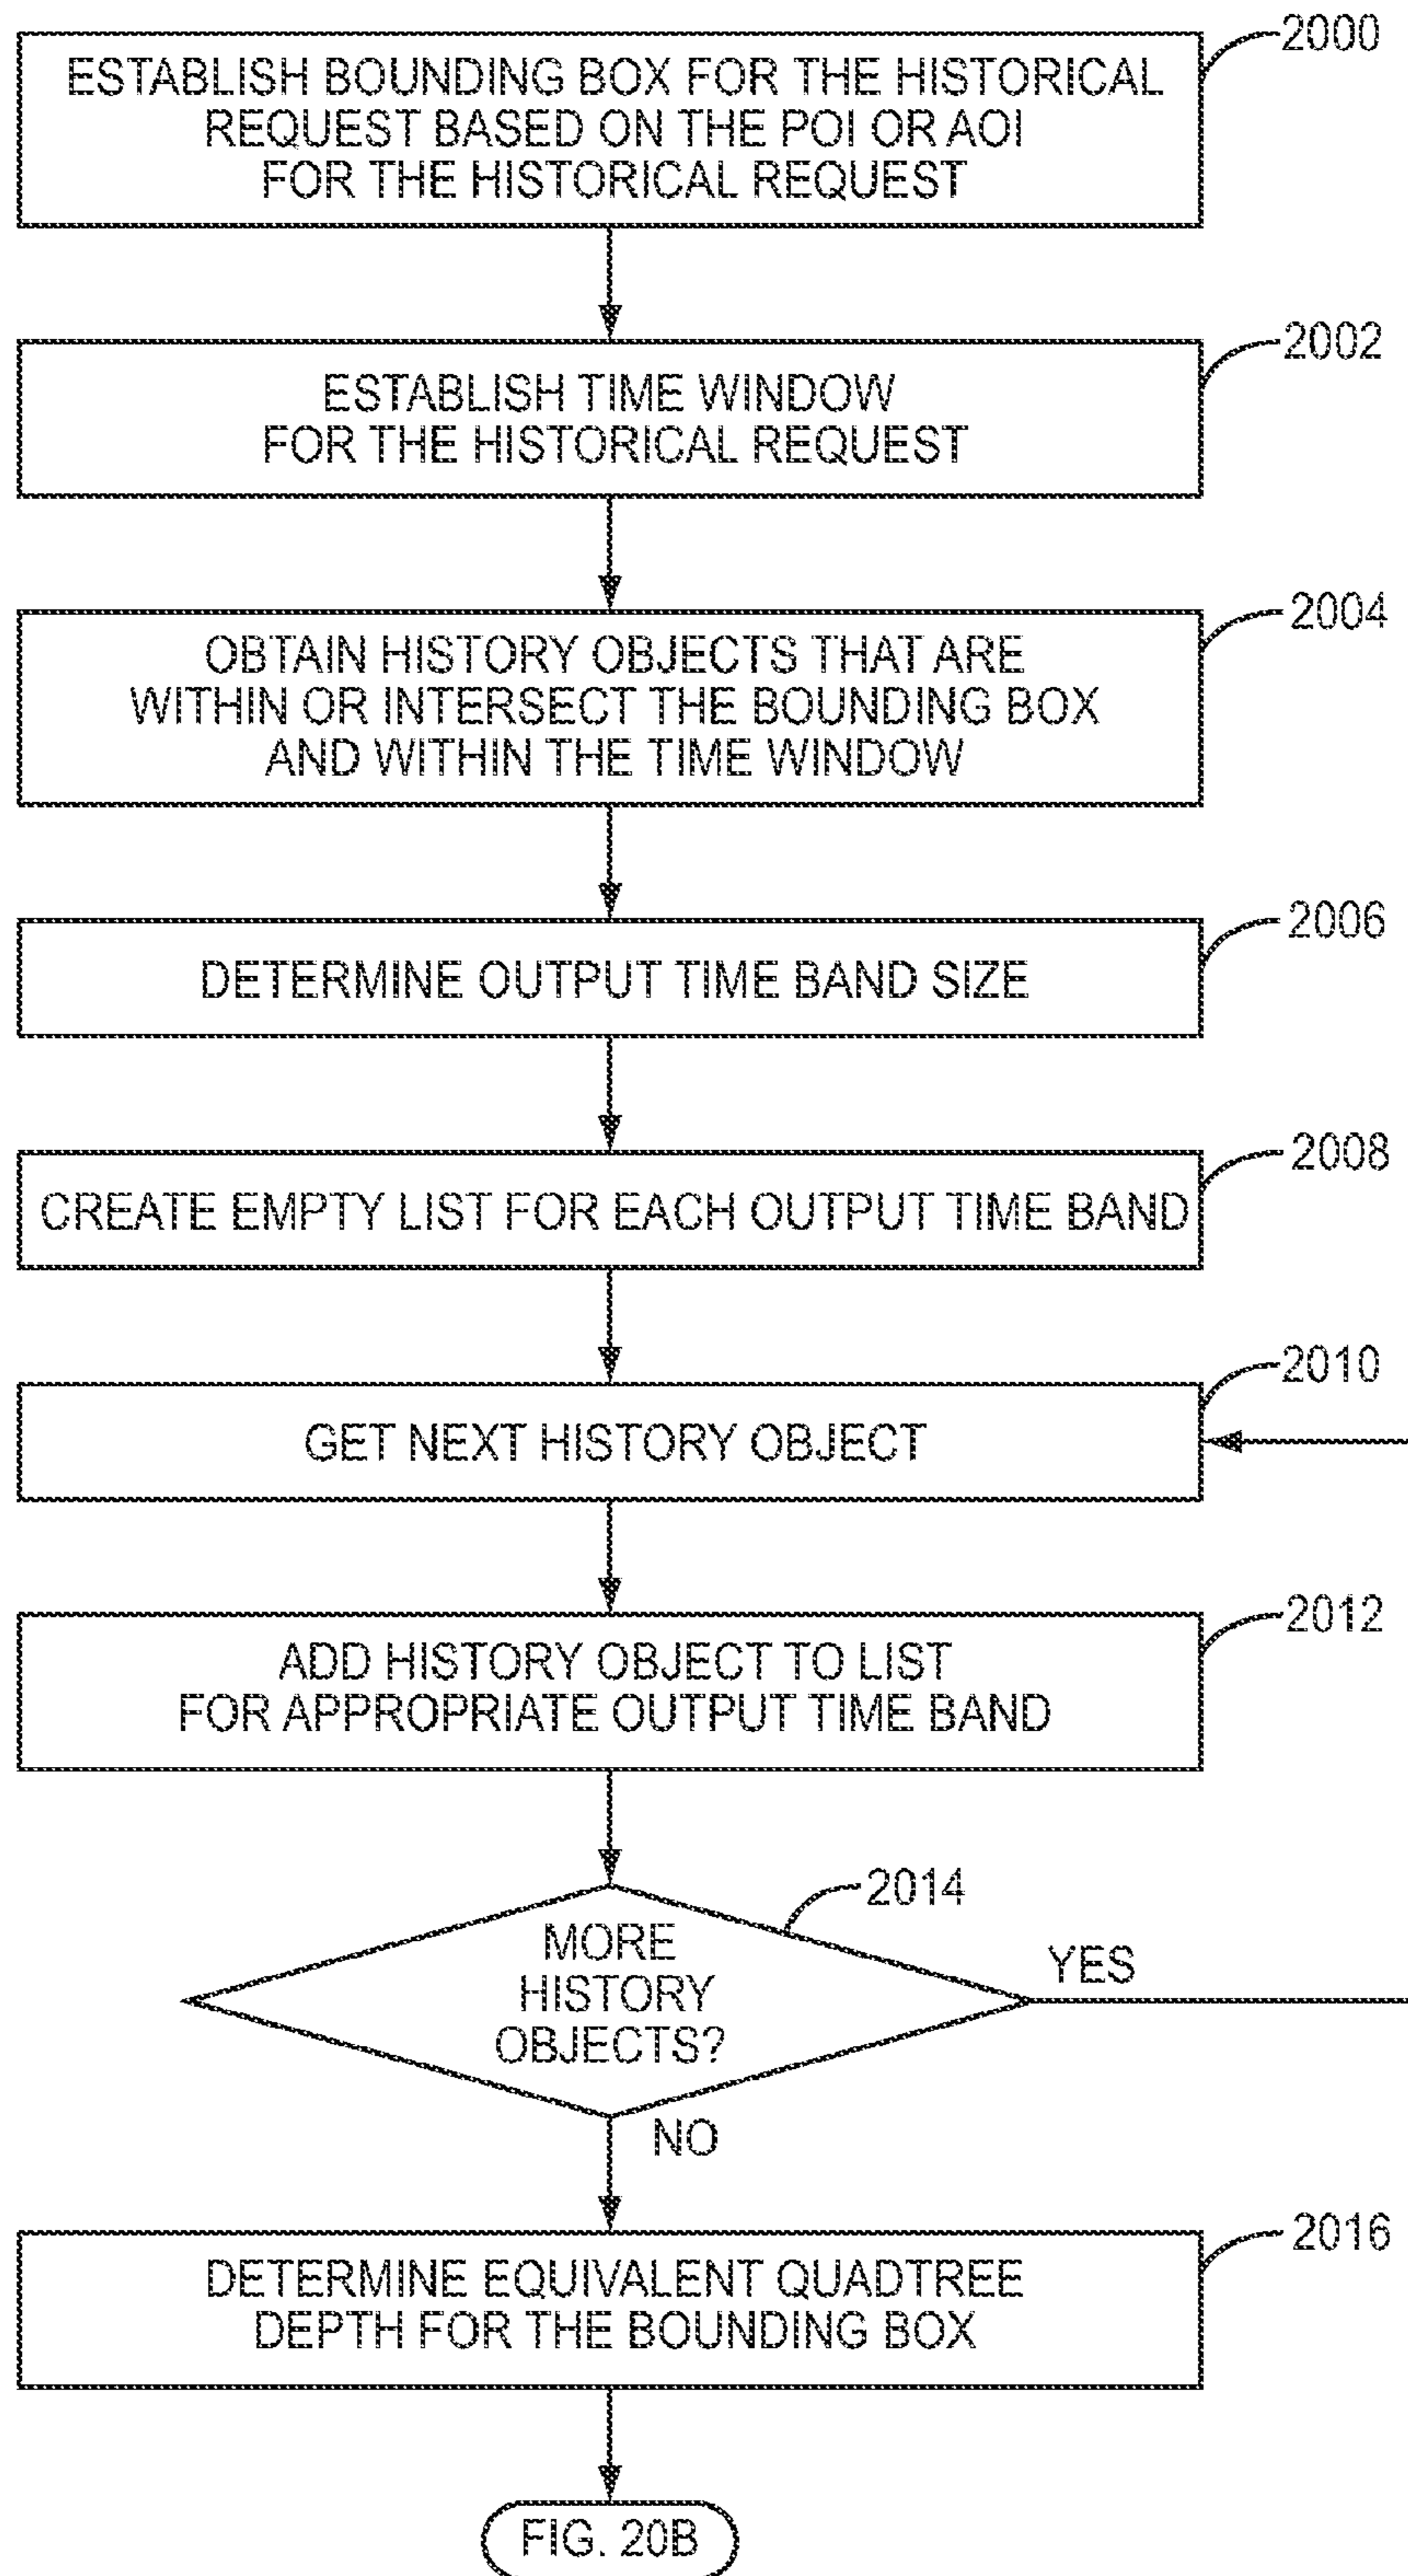 2000
ESTABLISH BOUNDING BOX FOR THE HISTORICAL
REQUEST BASED ON THE POI OR AOI
FOR THE HISTORICAL REQUEST
2002
ESTABLISH TIME WINDOW
FOR THE HISTORICAL REQUEST
2004
OBTAIN HISTORY OBJECTS THAT ARE
WITHIN OR INTERSECT THE BOUNDING BOX
AND WITHIN THE TIME WINDOW
2006
DETERMINE OUTPUT TIME BAND SIZE
2008
CREATE EMPTY LIST FOR EACH OUTPUT TIME BAND
2010
GET NEXT HISTORY OBJECT
2012
ADD HISTORY OBJECT TO LIST
FOR APPROPRIATE OUTPUT TIME BAND
2014
MORE
HISTORY
OBJECTS?
YES
NO
2016
DETERMINE EQUIVALENT QUADTREE
DEPTH FOR THE BOUNDING BOX
FIG. 20B